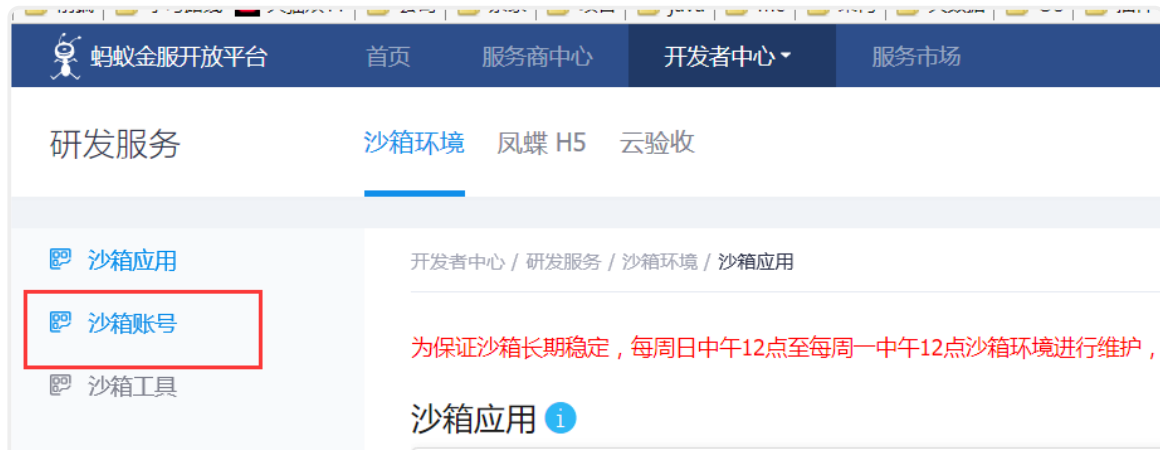 蚂蚁金服开放平台 首页 服务商中心 开发者中心 服务市场
研发服务 沙箱环境 凤蝶 H5 云验收
沙箱应用
沙箱账号
沙箱工具
开发者中心 / 研发服务 / 沙箱环境 / 沙箱应用
为保证沙箱长期稳定，每周日中午12点至每周一中午12点沙箱环境进行维护，
沙箱应用 i